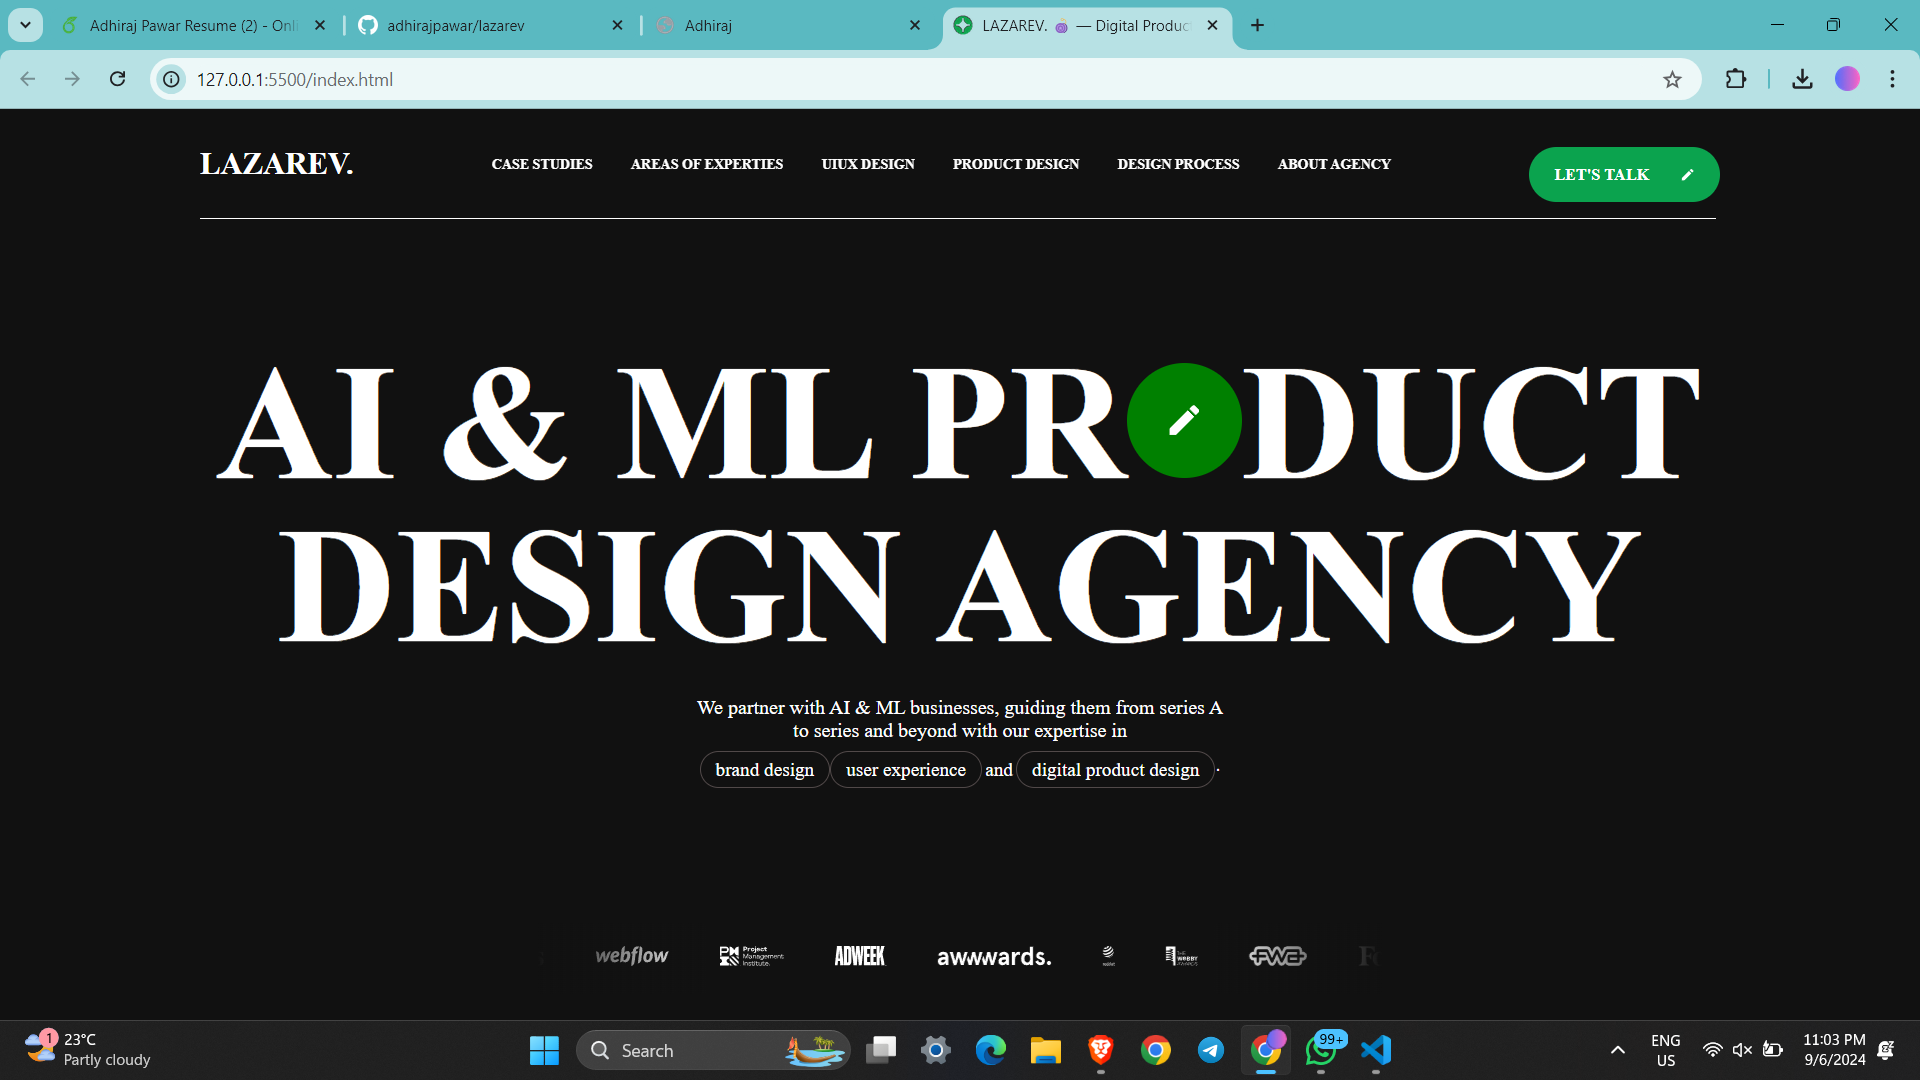 Adhiraj Pawar Resume (2) - Onli
adhirajpawar/lazarev
Adhiraj
LAZAREV. — Digital Produc
127.0.0.1:5500/index.html
LAZAREV.
CASE STUDIES
AREAS OF EXPERTIES
UIUX DESIGN
PRODUCT DESIGN
DESIGN PROCESS
ABOUT AGENCY
LET'S TALK
AI & ML PR DUCT
DESIGN AGENCY
We partner with AI & ML businesses, guiding them from series A
to series and beyond with our expertise in
brand design user experience and digital product design .
webflow
Project
Management
Institute.
ADWEEK
awwwards.
THE
WEBBY
AWARDS
FWA
1
23°C
Partly cloudy
Search
99+
ENG
US
11:03 PM
9/6/2024